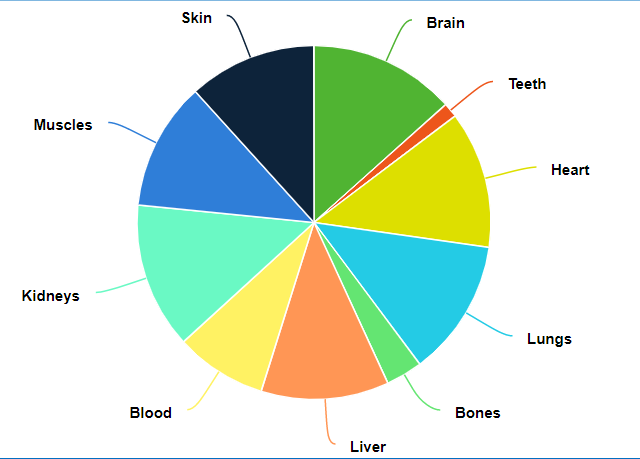 Skin
Brain
Teeth
Muscles
Heart
Kidneys
Lungs
Blood
Bones
Liver